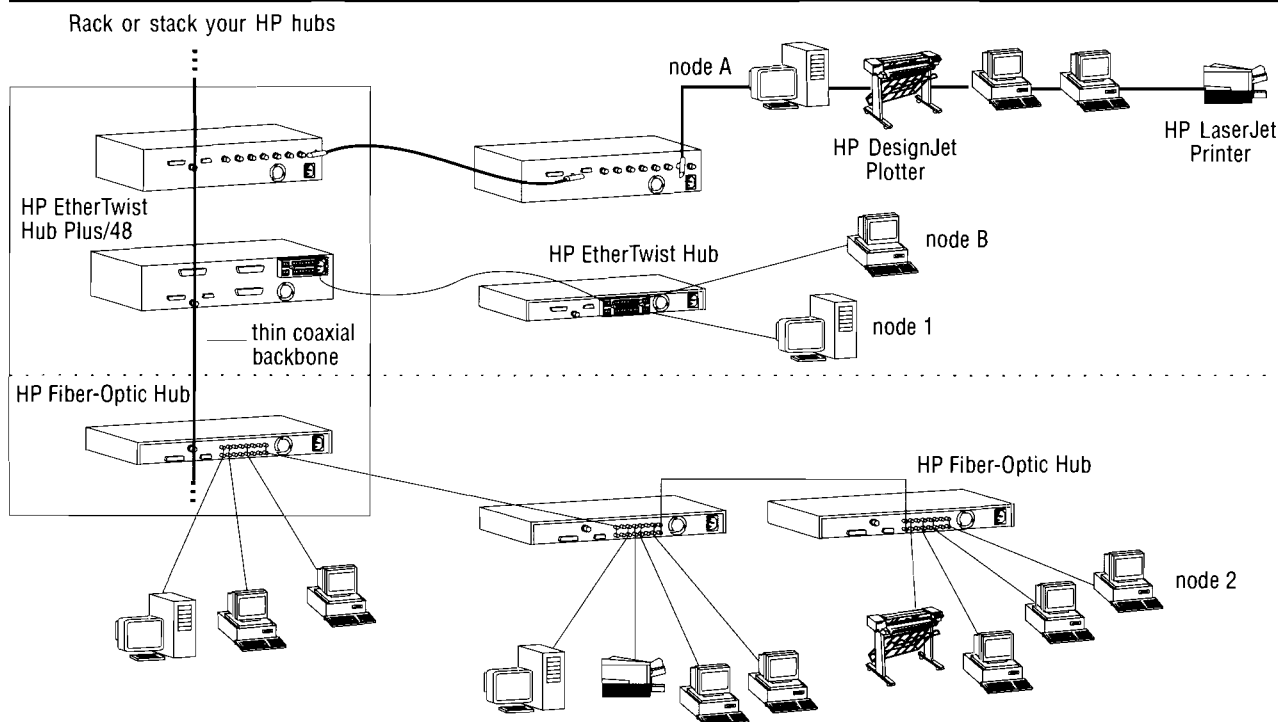 Rack or stack your HP hubs
node A
HP DesignJet
Plotter
HP LaserJet
Printer
HP EtherTwist
Hub Plus/48
HP EtherTwist Hub
node B
node 1
thin coaxial
backbone
HP Fiber-Optic Hub
HP Fiber-Optic Hub
node 2